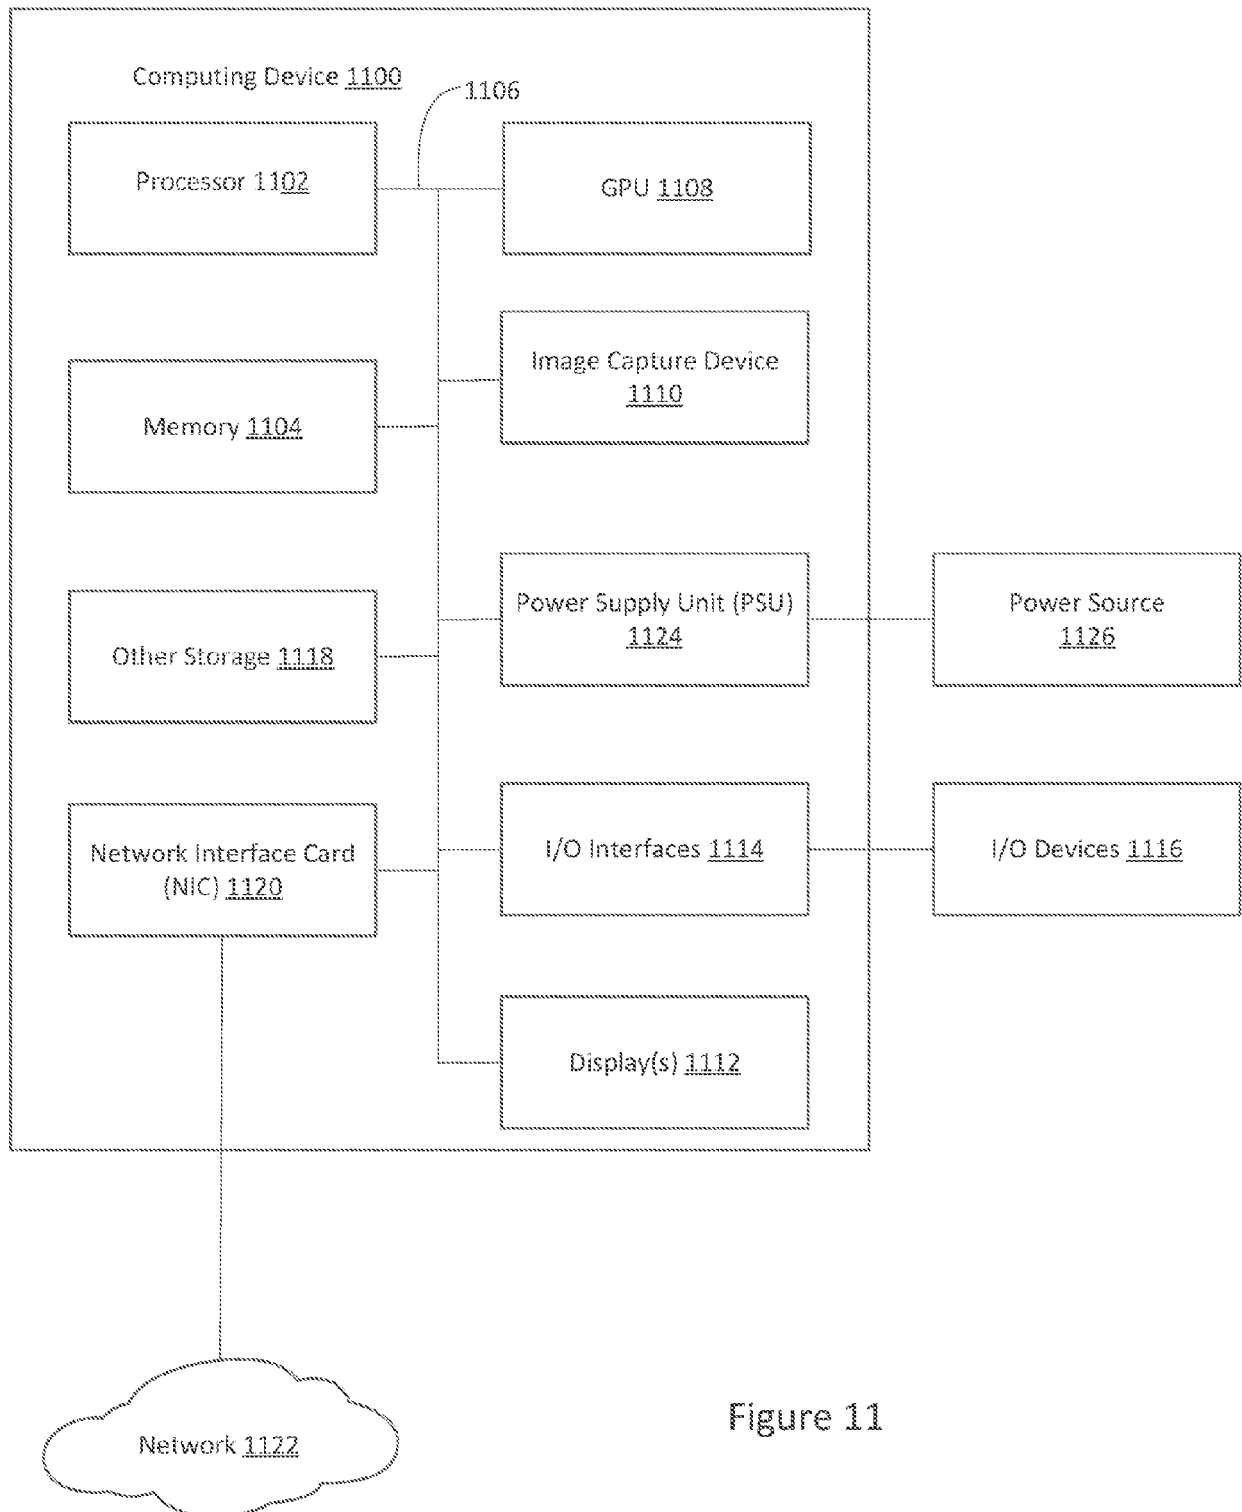 Computing Device 1100
1106
Processor 1102
GPU 1108
Image Capture Device
1110
Memory 1104
Power Supply Unit (PSU)
1124
Power Source
1126
Other Storage 1118
Network Interface Card
(NIC) 1120
I/O Interfaces 1114
I/O Devices 1116
Display(s) 1112
Network 1122
Figure 11